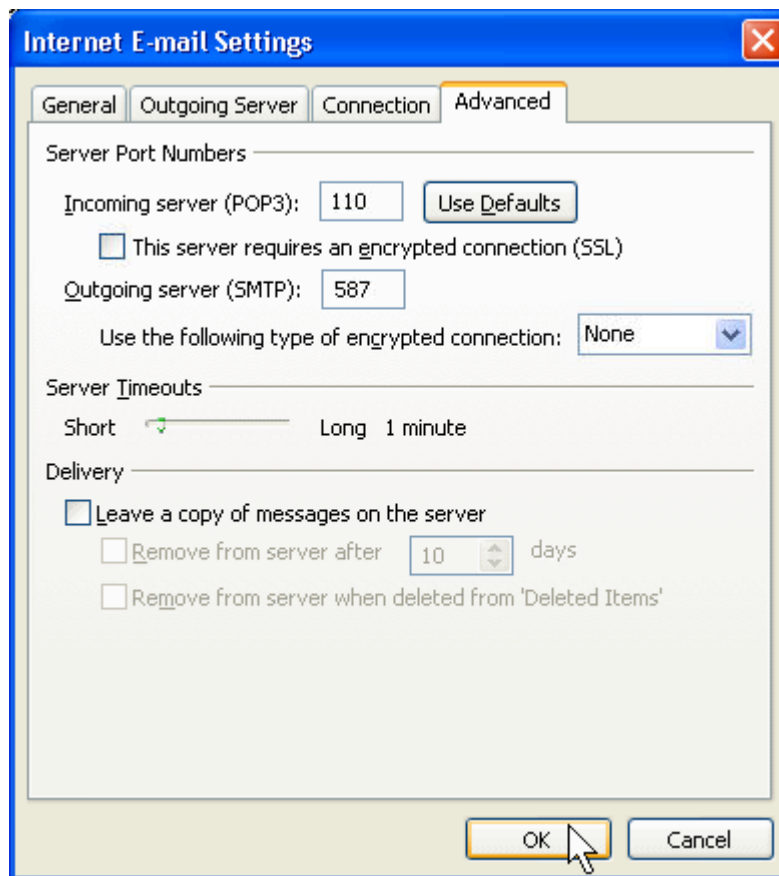 Internet E-mail Settings
General Outgoing Server Connection Advanced
Server Port Numbers
Incoming server (POP3): 110 Use Defaults
This server requires an encrypted connection (SSL)
Outgoing server (SMTP): 587
Use the following type of encrypted connection: None
Server Timeouts
Short Long 1 minute
Delivery
Leave a copy of messages on the server
Remove from server after 10 days
Remove from server when deleted from 'Deleted Items'
OK Cancel